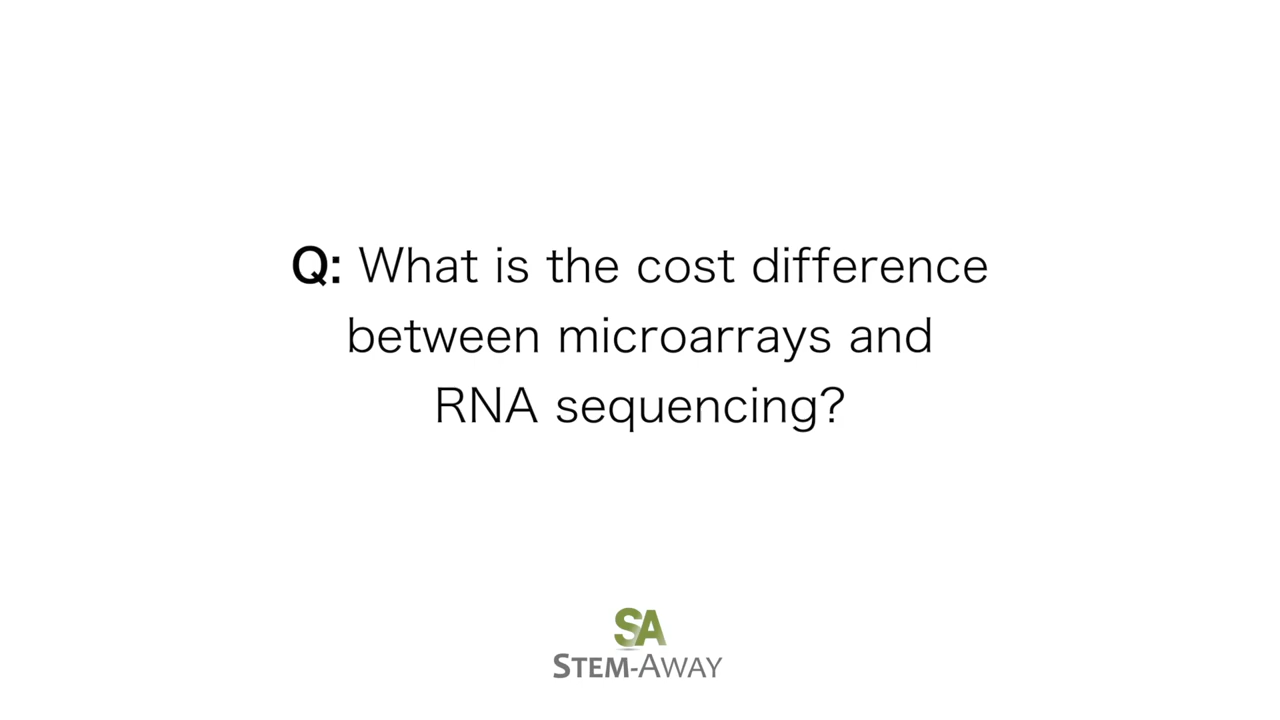 Q: What is the cost difference
between microarrays and
RNA sequencing?
SA
STEM-AWAY